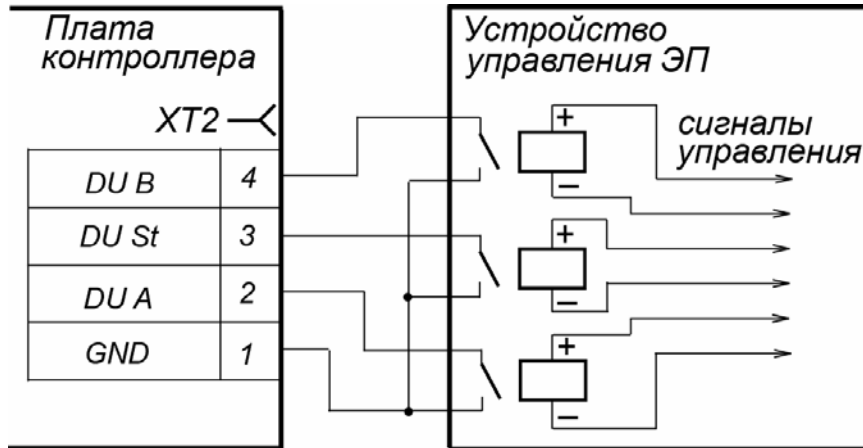 Плата
контроллера
XT2
DU B 4
DU St 3
DU A 2
GND 1
Устройство
управления ЭП
сигналы
управления
+
−
+
−
+
−